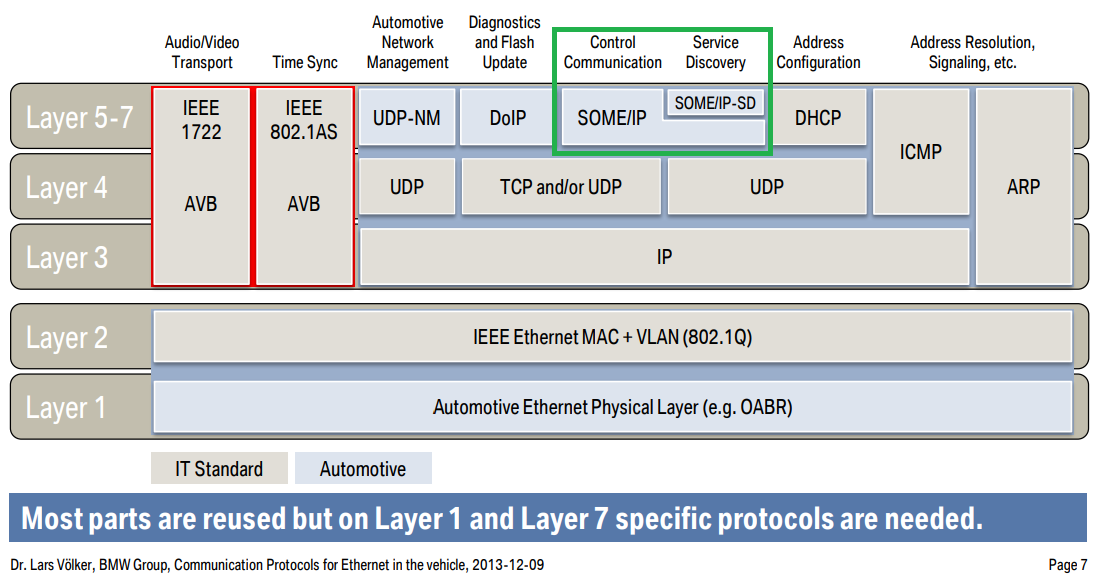 Audio/Video
Transport
Time Sync
Automotive
Network
Management
Diagnostics
and Flash
Update
Control
Communication
Service
Discovery
Address
Configuration
Address Resolution,
Signaling, etc.
Layer 5-7
IEEE
1722
AVB
IEEE
802.1AS
AVB
UDP-NM
DoIP
SOME/IP
SOME/IP-SD
DHCP
ICMP
ARP
Layer 4
UDP
TCP and/or UDP
UDP
Layer 3
IP
Layer 2
IEEE Ethernet MAC + VLAN (802.1Q)
Layer 1
Automotive Ethernet Physical Layer (e.g. OABR)
IT Standard
Automotive
Most parts are reused but on Layer 1 and Layer 7 specific protocols are needed.
Dr. Lars Völker, BMW Group, Communication Protocols for Ethernet in the vehicle, 2013-12-09
Page 7